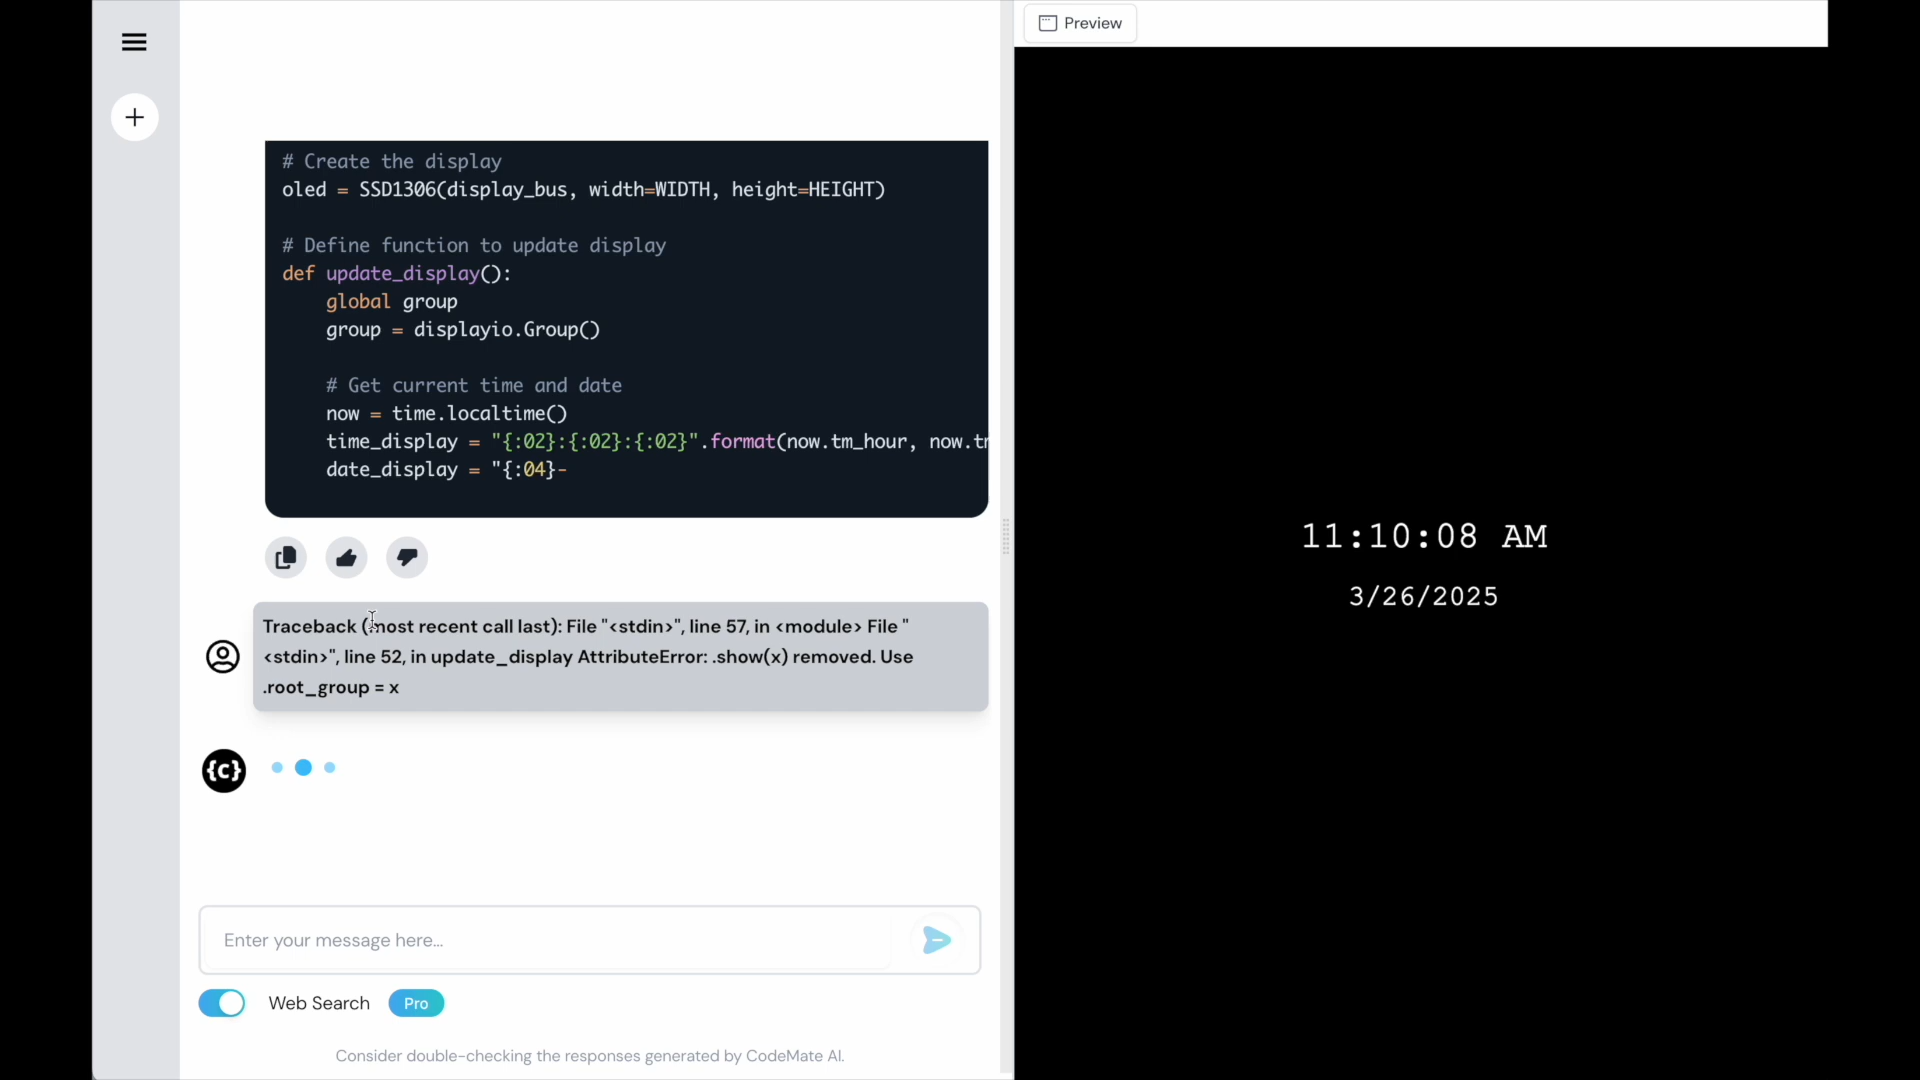 Preview
# Create the display
oled = SSD1306(display_bus, width=WIDTH, height=HEIGHT)
# Define function to update display
def update_display():
    global group
    group = displayio.Group()
    # Get current time and date
    now = time.localtime()
    time_display = "{:02}:{:02}:{:02}".format(now.tm_hour, now.
    date_display = "{:04}-
Traceback (most recent call last): File "<stdin>", line 57, in <module> File "
<stdin>", line 52, in update_display AttributeError: .show(x) removed. Use
.root_group = x
{c}
Enter your message here...
Web Search Pro
Consider double-checking the responses generated by CodeMate AI.
11:10:08 AM
3/26/2025